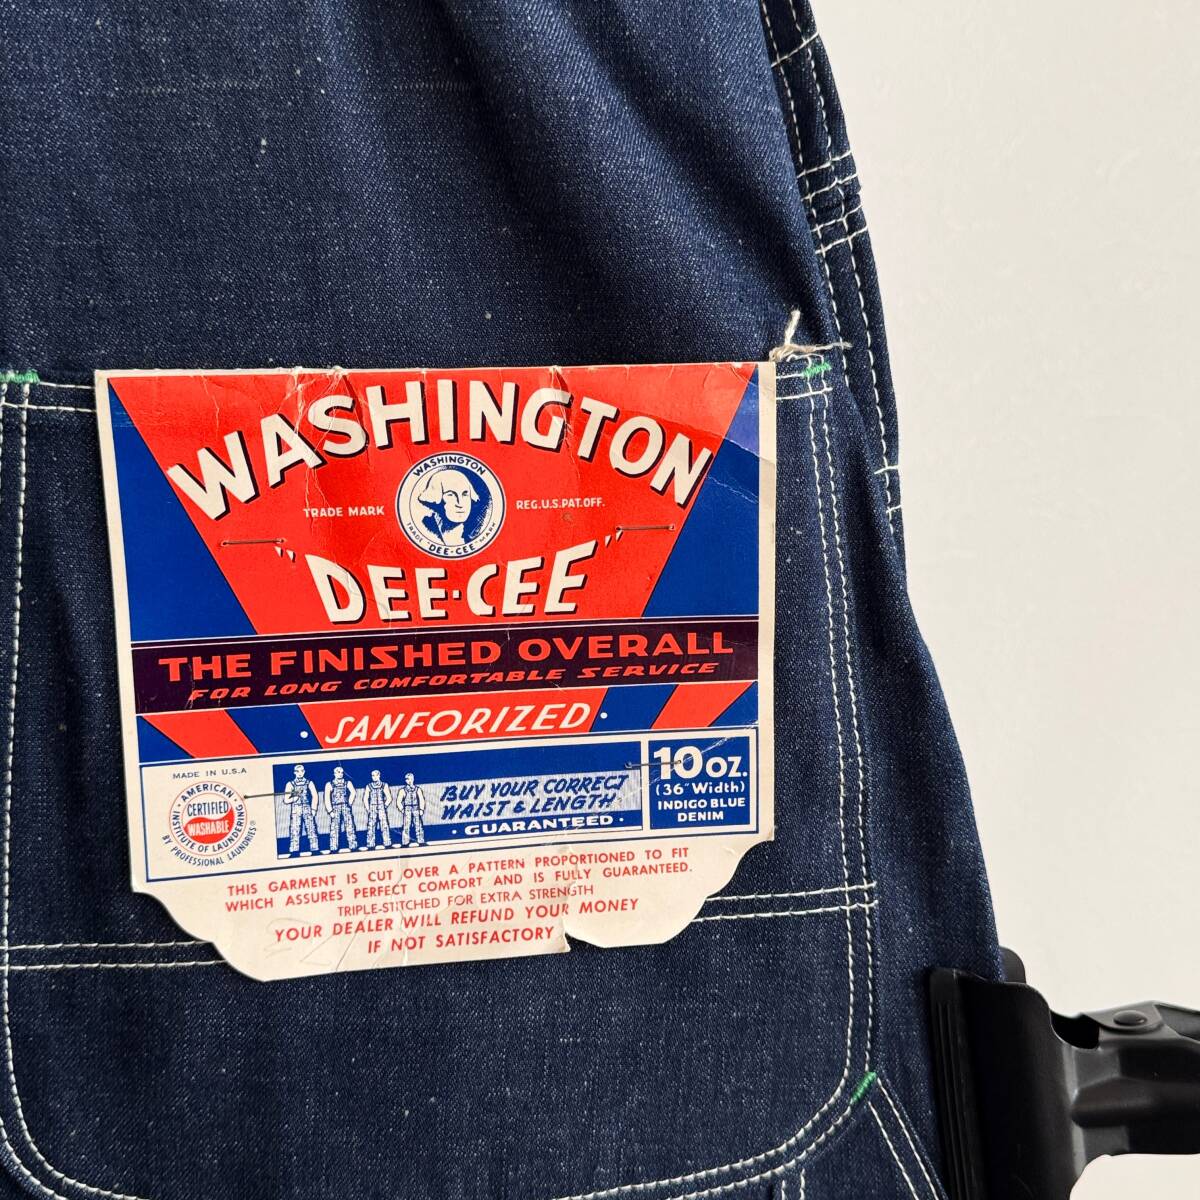 WASHINGTON
TRADE MARK
WASHINGTON
TRADE "DEE-CEE" MARK
REG.U.S.PAT.OFF.
"DEE-CEE"
THE FINISHED OVERALL
FOR LONG COMFORTABLE SERVICE
· SANFORIZED ·
MADE IN U.S.A
· AMERICAN ·
INSTITUTE OF LAUNDERING
CERTIFIED
WASHABLE
BY PROFESSIONAL LAUNDRIES®
BUY YOUR CORRECT
WAIST & LENGTH
· GUARANTEED ·
10 OZ.
(36" Width)
INDIGO BLUE
DENIM
THIS GARMENT IS CUT OVER A PATTERN PROPORTIONED TO FIT
WHICH ASSURES PERFECT COMFORT AND IS FULLY GUARANTEED.
TRIPLE-STITCHED FOR EXTRA STRENGTH
YOUR DEALER WILL REFUND YOUR MONEY
IF NOT SATISFACTORY